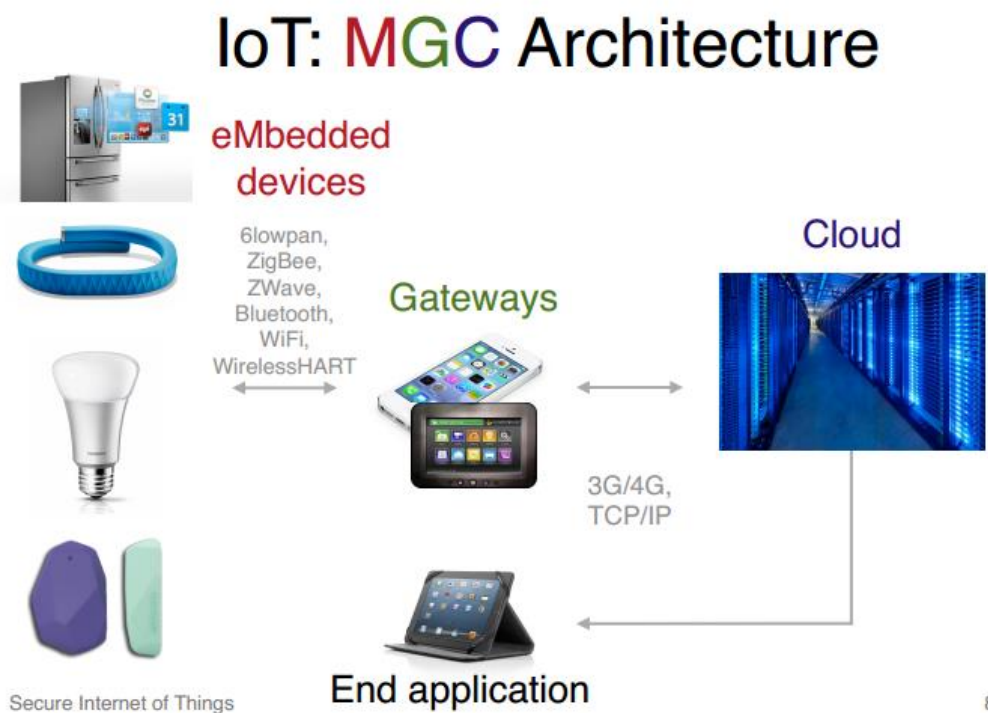 IoT: MGC Architecture
31
eMbedded
devices
6lowpan,
ZigBee,
ZWave,
Bluetooth,
WiFi,
WirelessHART
Gateways
Cloud
3G/4G,
TCP/IP
End application
Secure Internet of Things
8